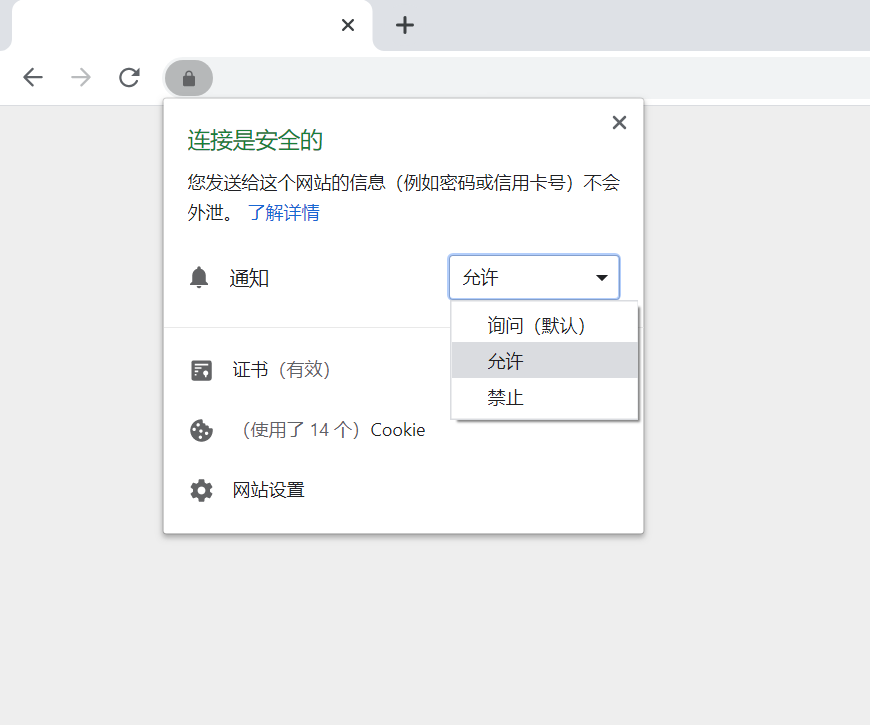 连接是安全的
您发送给这个网站的信息（例如密码或信用卡号）不会
外泄。 了解详情
通知
允许
询问（默认）
允许
禁止
证书（有效）
（使用了 14 个）Cookie
网站设置